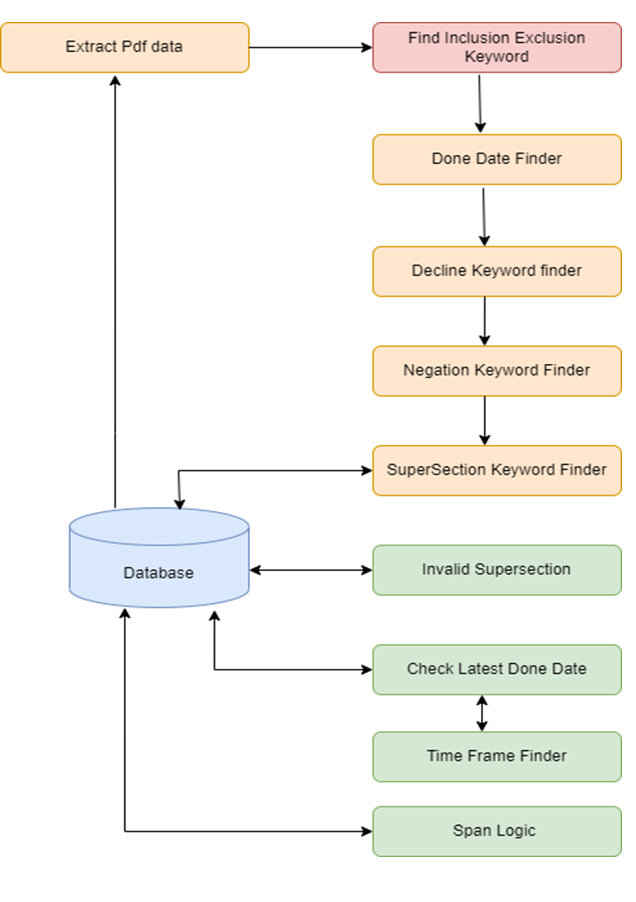 Extract Pdf data
Find Inclusion Exclusion
Keyword
Done Date Finder
Decline Keyword finder
Negation Keyword Finder
SuperSection Keyword Finder
Database
Invalid Supersection
Check Latest Done Date
Time Frame Finder
Span Logic